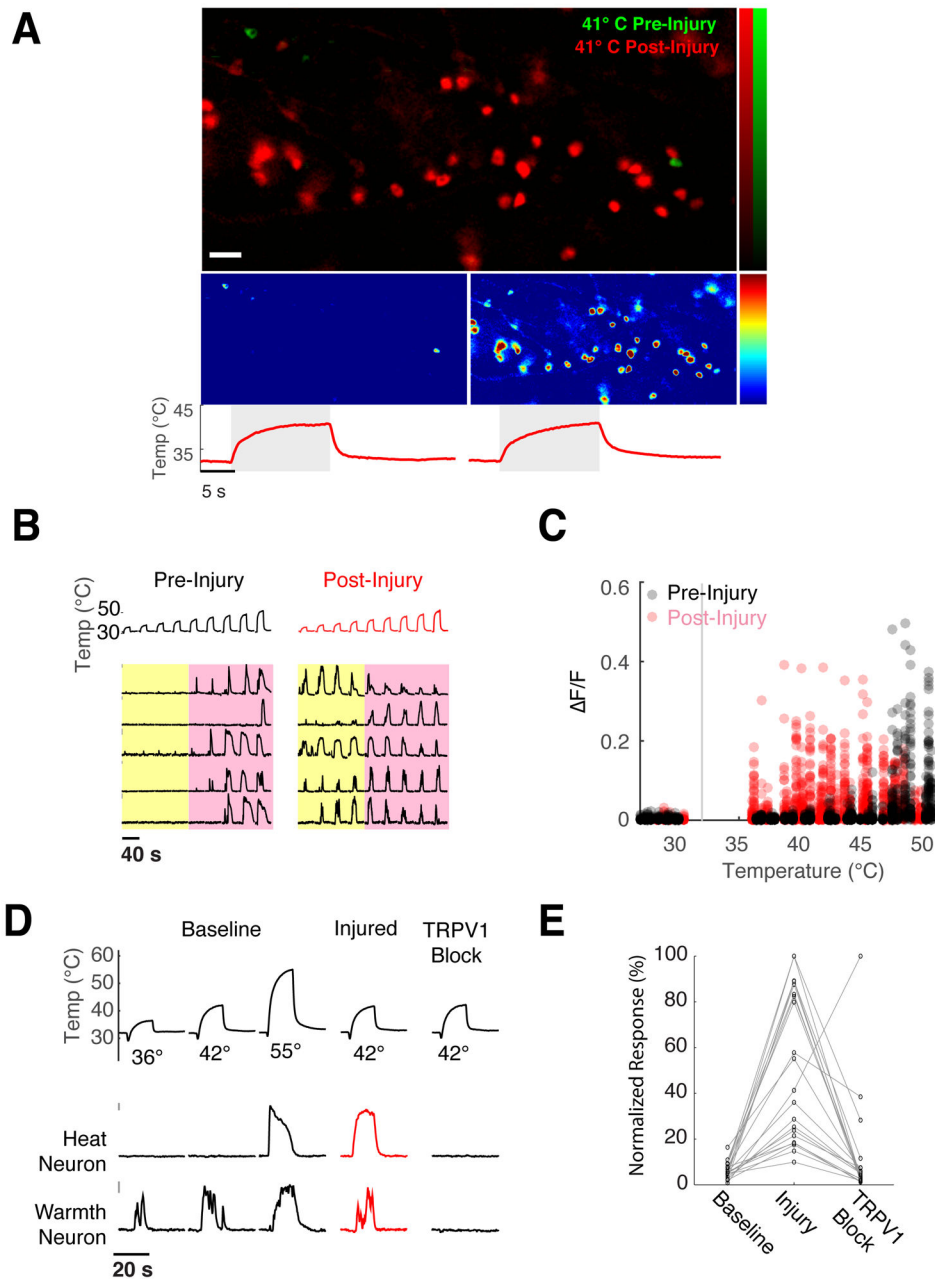 A
41° C Pre-Injury
41° C Post-Injury
45
35
Temp (°C)
5 s
B
Pre-Injury
Post-Injury
50
30
Temp (°C)
40 s
C
0.6
0.4
0.2
0
ΔF/F
Pre-Injury
Post-Injury
30
35
40
45
50
Temperature (°C)
D
Baseline
Injured
TRPV1
Block
60
50
40
30
Temp (°C)
36°
42°
55°
42°
42°
Heat
Neuron
Warmth
Neuron
20 s
E
100
80
60
40
20
0
Normalized Response (%)
Baseline
Injury
TRPV1
Block